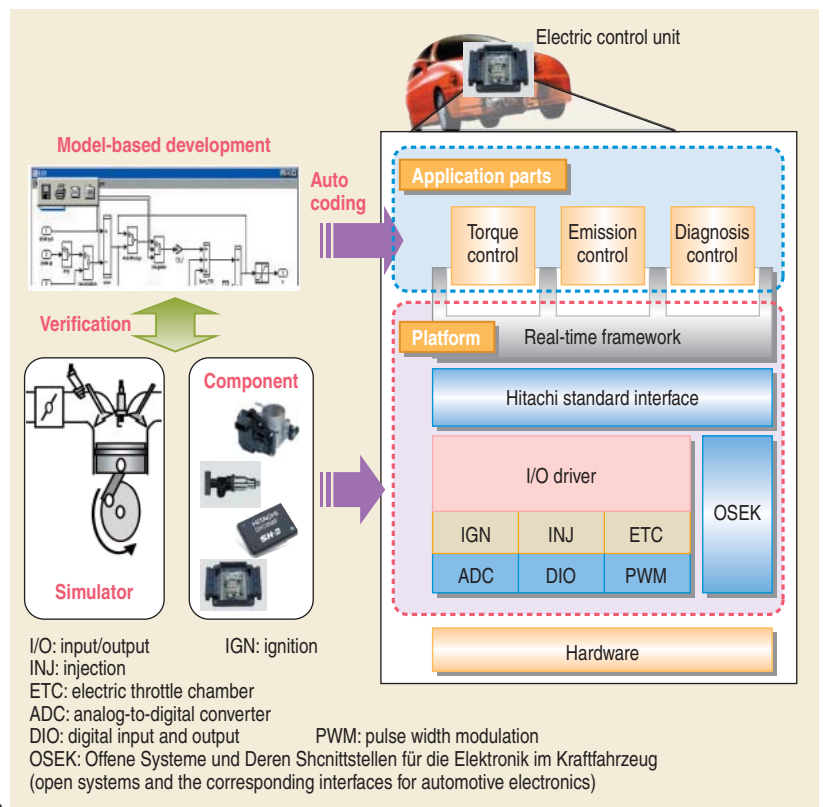 Electric control unit
Model-based development
Auto
coding
Application parts
Torque
control
Emission
control
Diagnosis
control
Verification
Platform
Real-time framework
Component
Hitachi standard interface
I/O driver
OSEK
IGN
INJ
ETC
ADC
DIO
PWM
HITACHI
SH-2
Simulator
Hardware
I/O: input/output
IGN: ignition
INJ: injection
ETC: electric throttle chamber
ADC: analog-to-digital converter
DIO: digital input and output
PWM: pulse width modulation
OSEK: Offene Systeme und Deren Shcnittstellen für die Elektronik im Kraftfahrzeug
(open systems and the corresponding interfaces for automotive electronics)